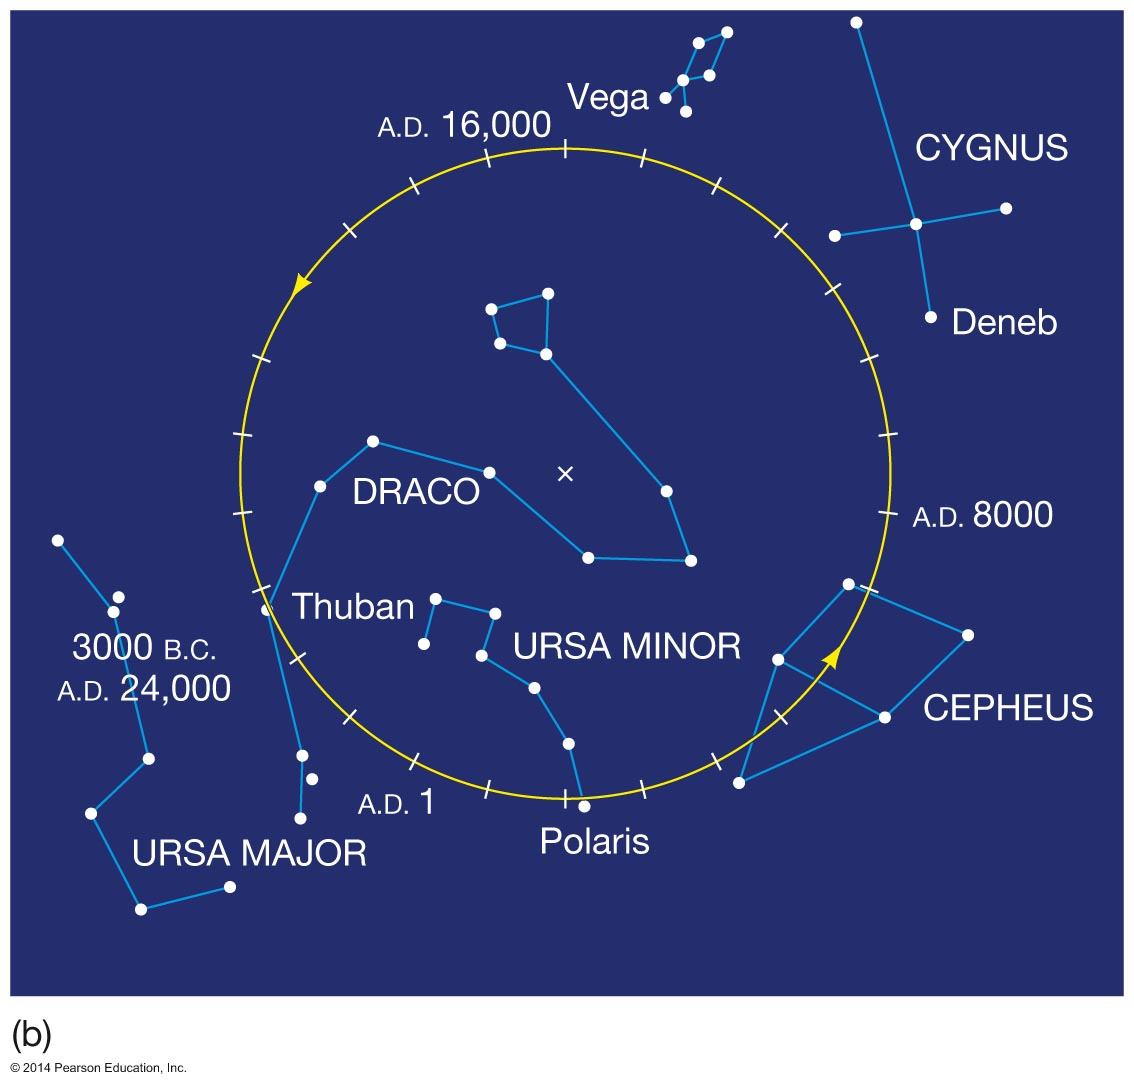 Vega
A.D. 16,000
CYGNUS
Deneb
DRACO
A.D. 8000
Thuban
URSA MINOR
3000 B.C.
A.D. 24,000
CEPHEUS
A.D. 1
Polaris
URSA MAJOR
(b)
© 2014 Pearson Education, Inc.